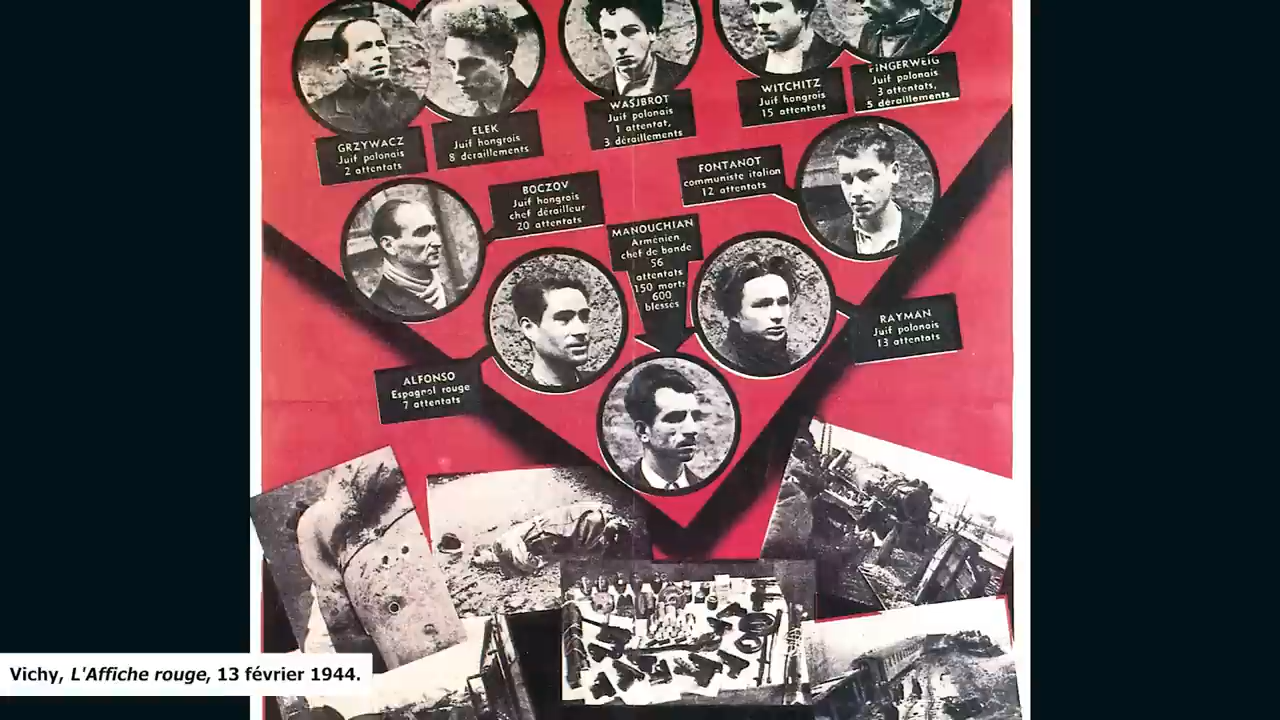 GRZYWACZ
Juif polonais
2 attentats
ELEK
Juif hongrois
8 déraillements
WASJBROT
Juif polonais
1 attentat,
3 déraillements
WITCHITZ
Juif hongrois
15 attentats
FINGERWEIG
Juif polonais
3 attentats,
5 déraillements
BOCZOV
Juif hongrois
chef dérailleur
20 attentats
FONTANOT
communiste italien
12 attentats
MANOUCHIAN
Arménien
chef de bande
56
attentats
150 morts
600
blessés
RAYMAN
Juif polonais
13 attentats
ALFONSO
Espagnol rouge
7 attentats
Vichy, L'Affiche rouge, 13 février 1944.